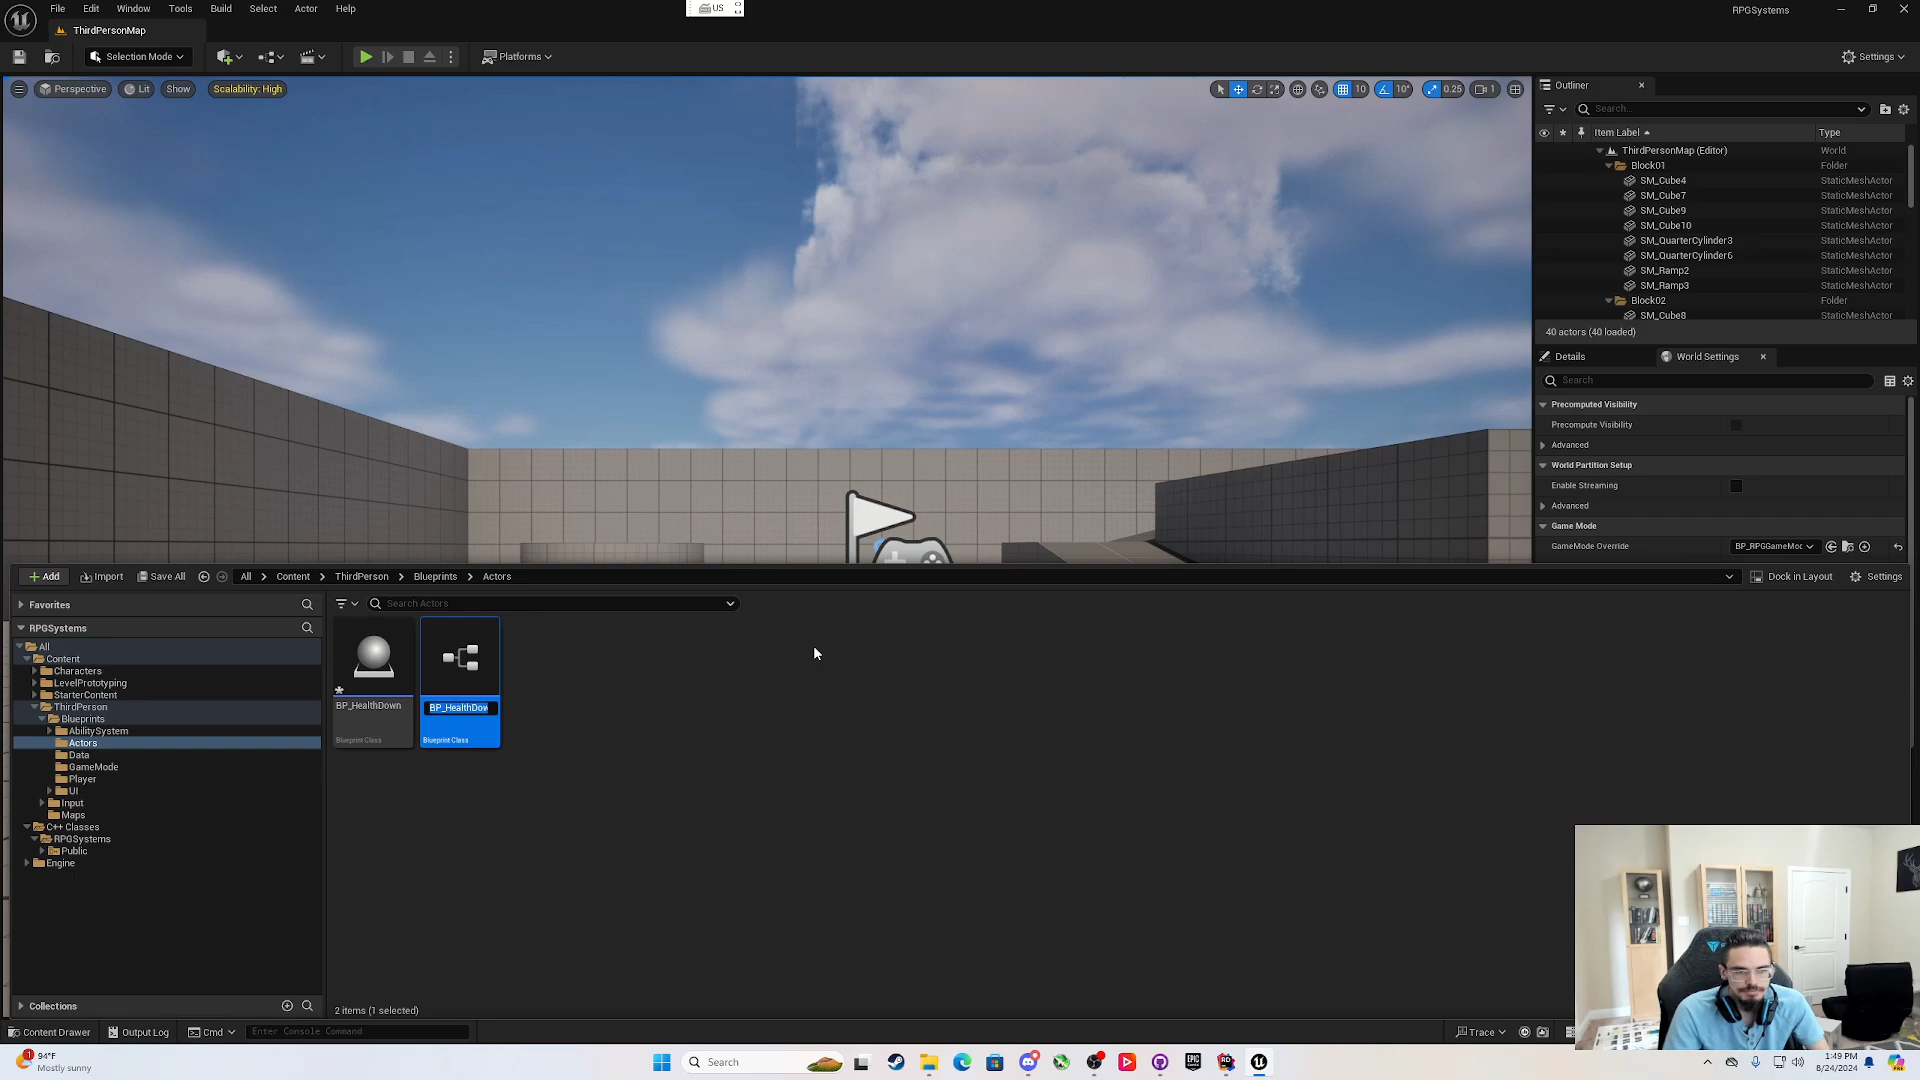 File Edit Window Tools Build Select Actor Help
US
RPGSystems
ThirdPersonMap
Selection Mode
Platforms
Settings
Perspective
Lit
Show
Scalability: High
10
10°
0.25
1
Outliner
Search...
Item Label
Type
ThirdPersonMap (Editor) World
Block01 Folder
SM_Cube4 StaticMeshActor
SM_Cube7 StaticMeshActor
SM_Cube9 StaticMeshActor
SM_Cube10 StaticMeshActor
SM_QuarterCylinder3 StaticMeshActor
SM_QuarterCylinder6 StaticMeshActor
SM_Ramp2 StaticMeshActor
SM_Ramp3 StaticMeshActor
Block02 Folder
SM_Cube8 StaticMeshActor
40 actors (40 loaded)
Details
World Settings
Search
Precomputed Visibility
Precompute Visibility
Advanced
World Partition Setup
Enable Streaming
Advanced
Game Mode
GameMode Override BP_RPGGameMod
Add
Import
Save All
All > Content > ThirdPerson > Blueprints > Actors
Dock in Layout
Settings
Favorites
RPGSystems
All
Content
Characters
LevelPrototyping
StarterContent
ThirdPerson
Blueprints
AbilitySystem
Actors
Data
GameMode
Player
UI
Input
Maps
C++ Classes
RPGSystems
Public
Engine
Collections
Search Actors
BP_HealthDown
Blueprint Class
BP_HealthDow
Blueprint Class
2 items (1 selected)
Content Drawer
Output Log
Cmd
Enter Console Command
Trace
1
94°F
Mostly sunny
Search
1:49 PM
8/24/2024